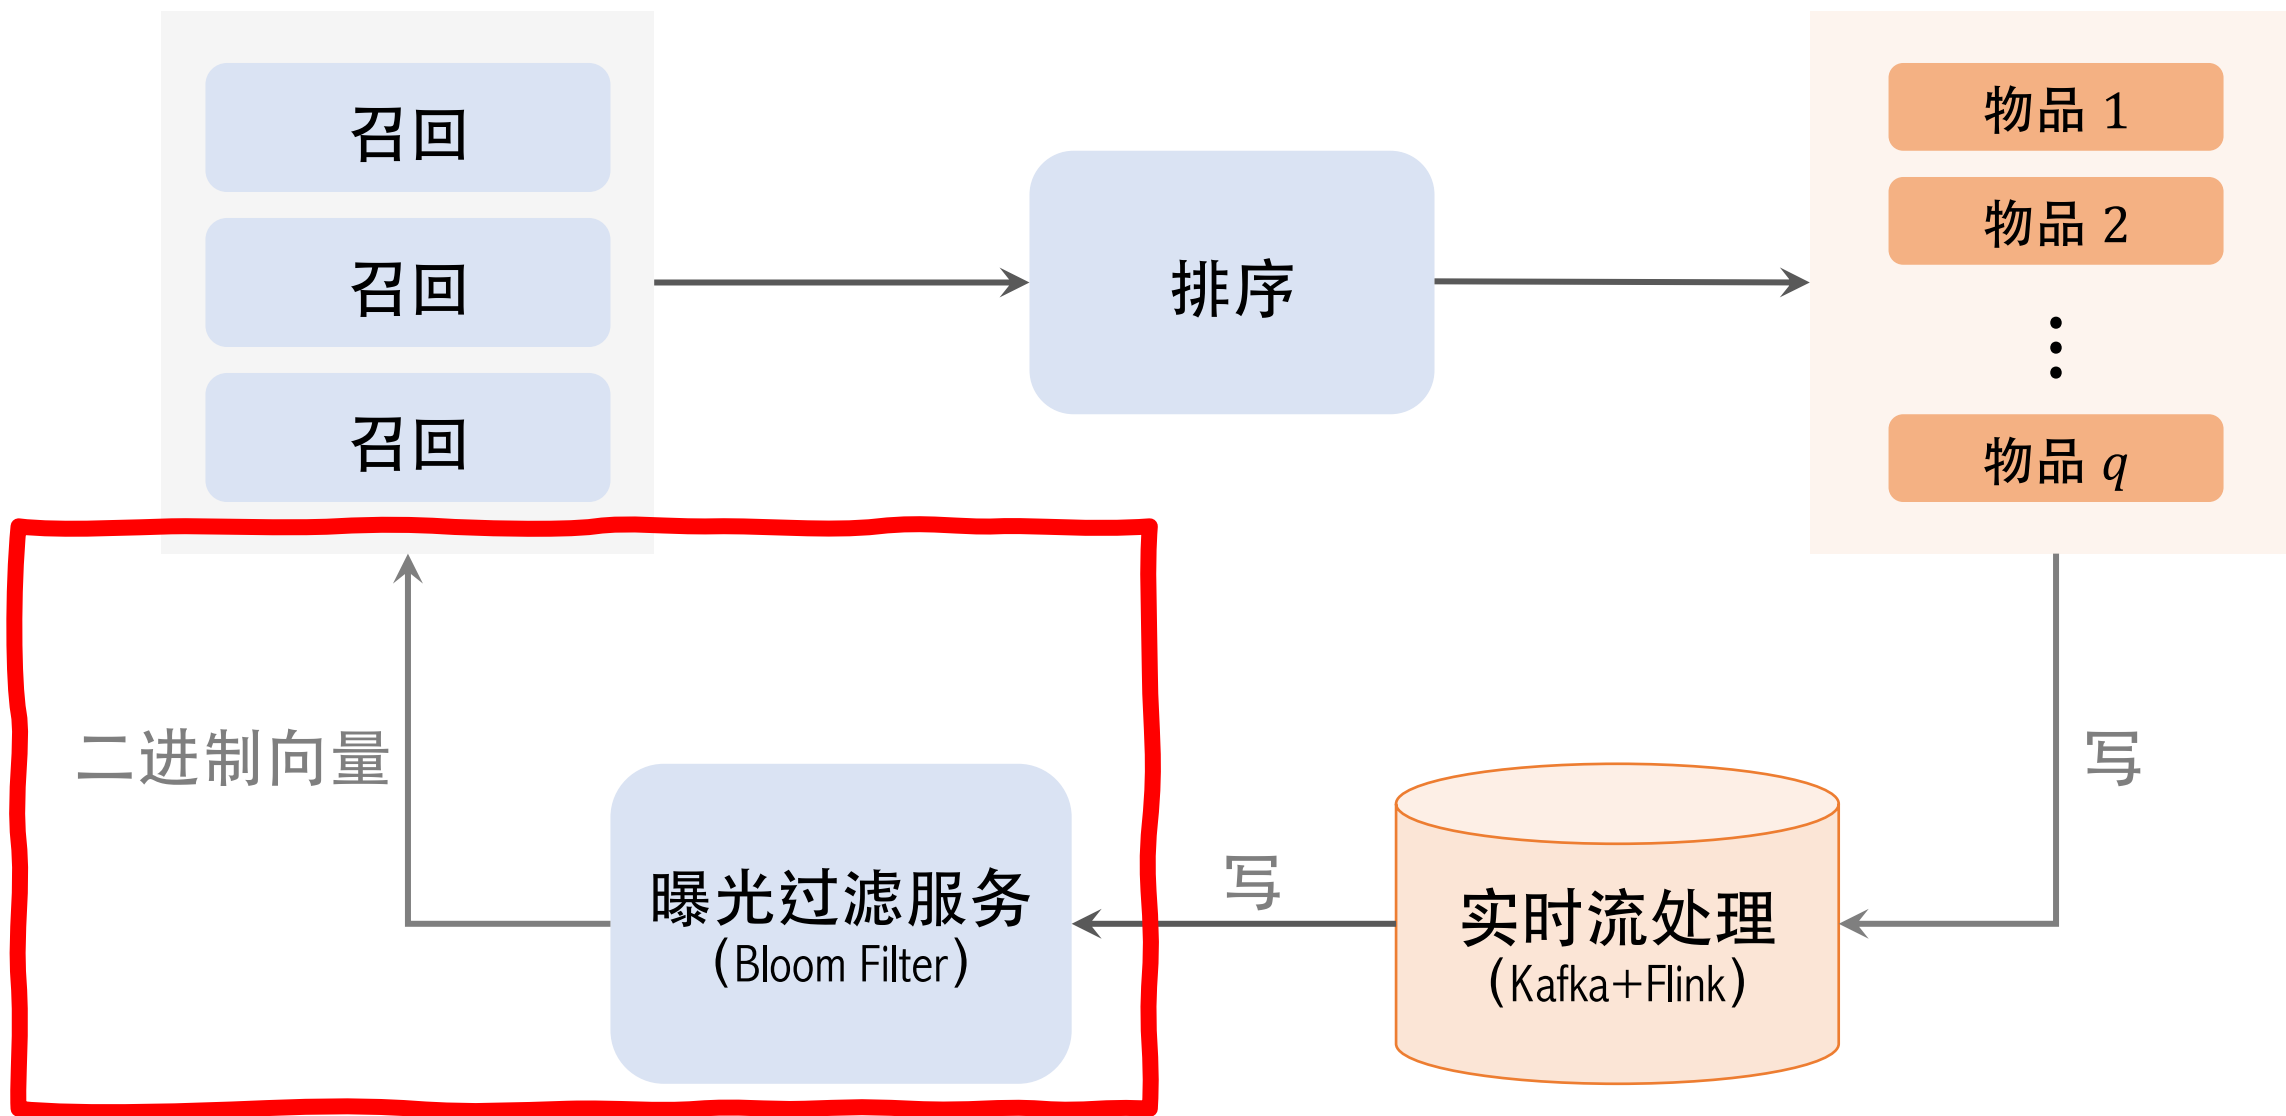 召回
召回
召回
排序
物品 1
物品 2
⋮
物品 q
二进制向量
曝光过滤服务
(Bloom Filter)
写
实时流处理
(Kafka+Flink)
写